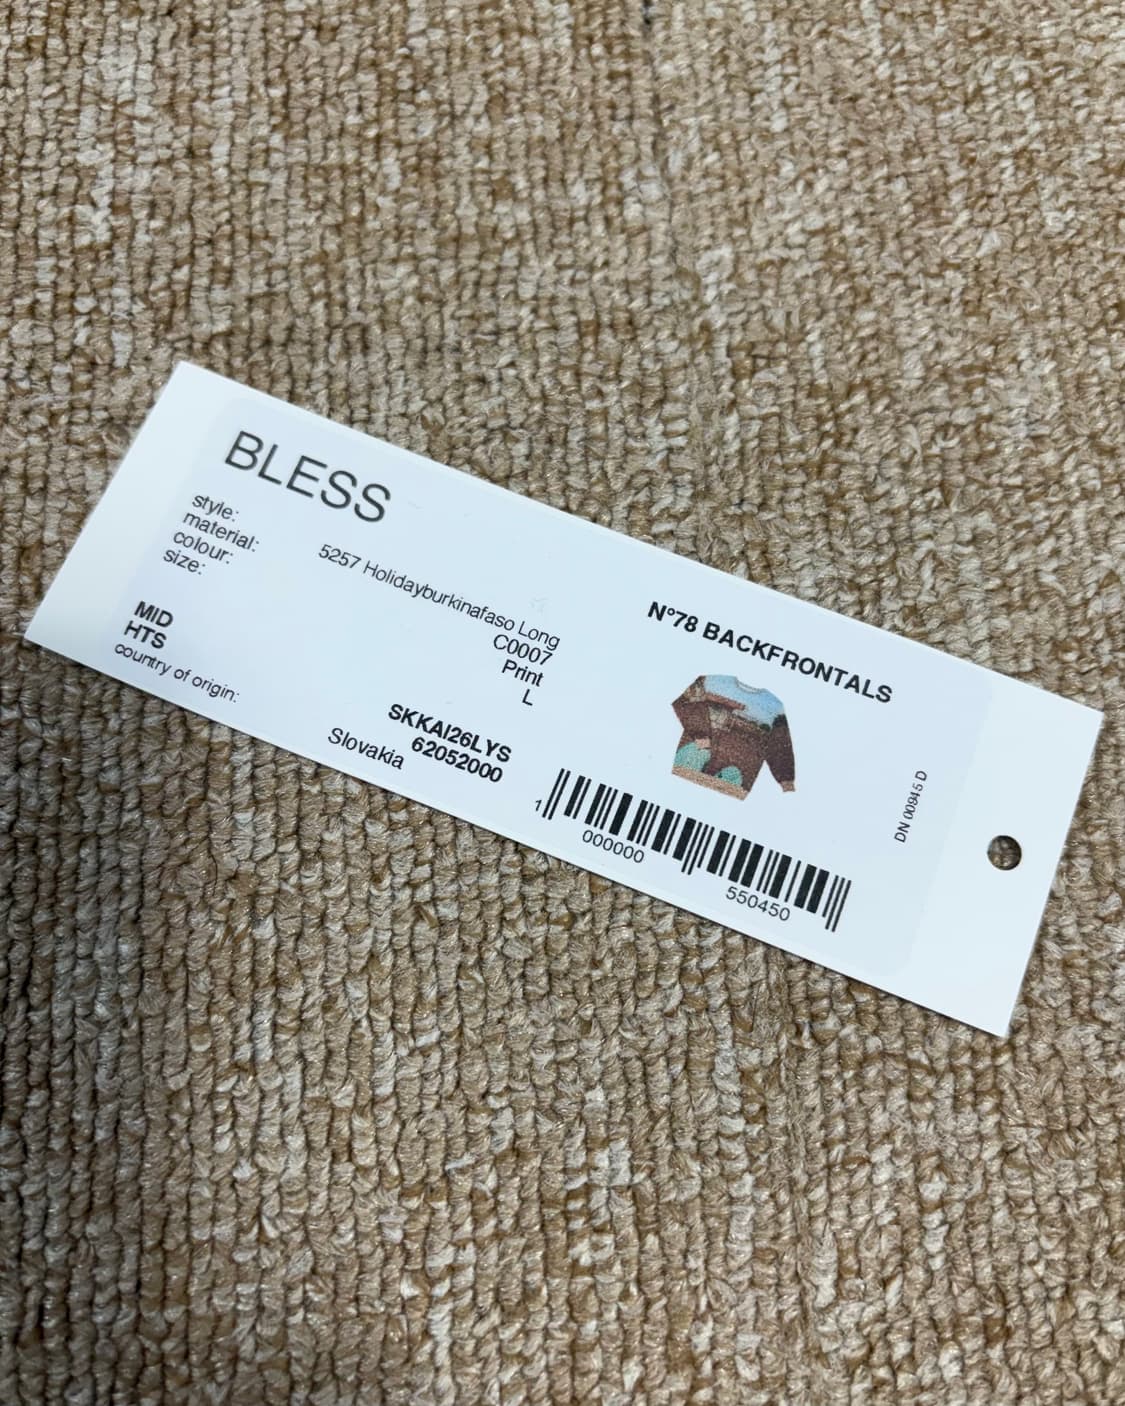 BLESS
style: 5257 Holidayburkinafaso Long
material: C0007
colour: Print
size: L
MID SKKAI26LYS
HTS 62052000
country of origin: Slovakia
N°78 BACKFRONTALS
1 000000 550450
DN 00945 D